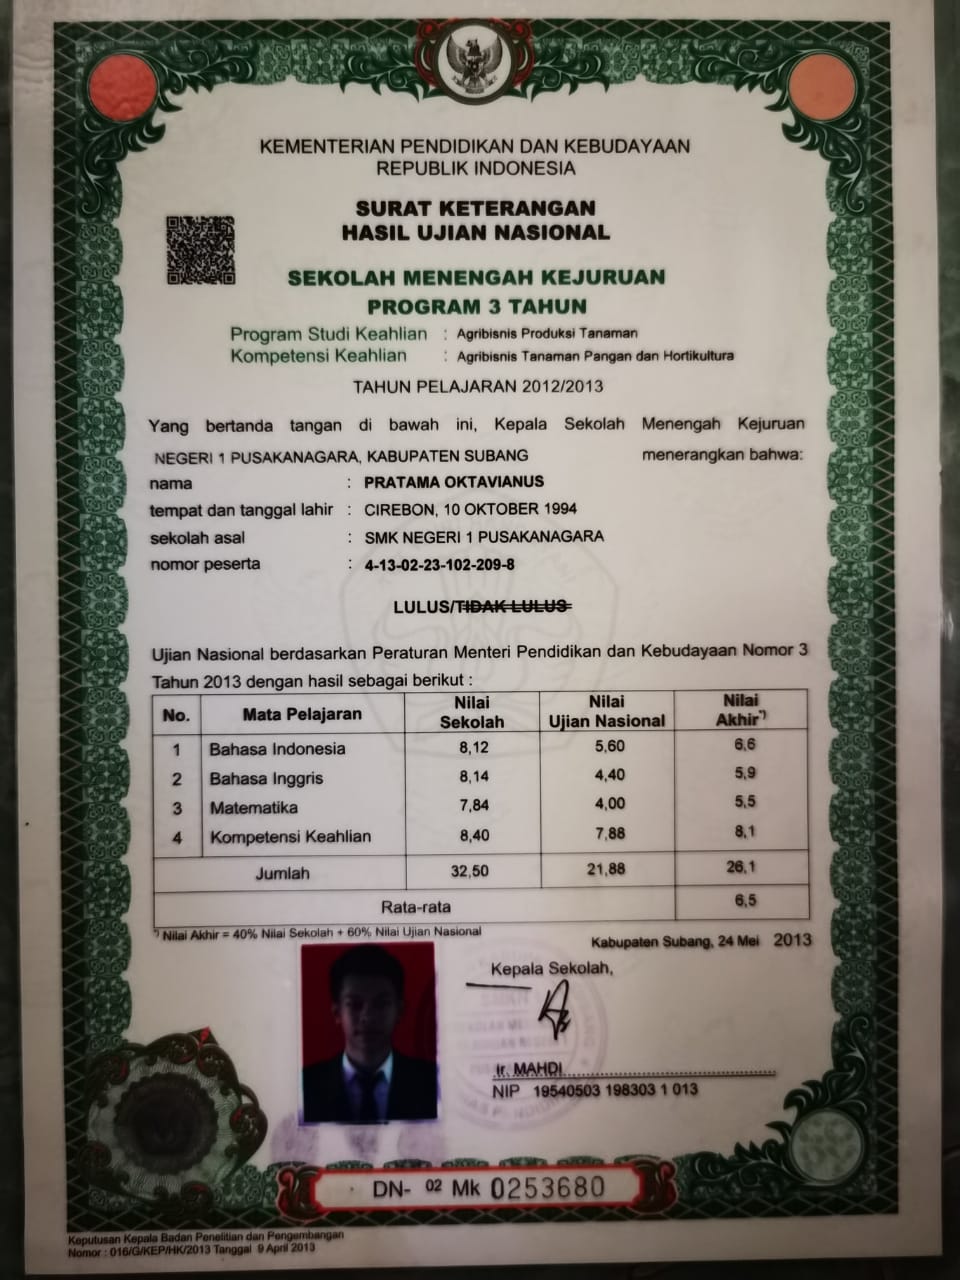 KEMENTERIAN PENDIDIKAN DAN KEBUDAYAAN
REPUBLIK INDONESIA
SURAT KETERANGAN
HASIL UJIAN NASIONAL
SEKOLAH MENENGAH KEJURUAN
PROGRAM 3 TAHUN
Program Studi Keahlian : Agribisnis Produksi Tanaman
Kompetensi Keahlian : Agribisnis Tanaman Pangan dan Hortikultura
TAHUN PELAJARAN 2012/2013
Yang bertanda tangan di bawah ini, Kepala Sekolah Menengah Kejuruan
NEGERI 1 PUSAKANAGARA, KABUPATEN SUBANG menerangkan bahwa:
nama : PRATAMA OKTAVIANUS
tempat dan tanggal lahir : CIREBON, 10 OKTOBER 1994
sekolah asal : SMK NEGERI 1 PUSAKANAGARA
nomor peserta : 4-13-02-23-102-209-8
LULUS/TIDAK LULUS
Ujian Nasional berdasarkan Peraturan Menteri Pendidikan dan Kebudayaan Nomor 3
Tahun 2013 dengan hasil sebagai berikut :
No. Mata Pelajaran Nilai Sekolah Nilai Ujian Nasional Nilai Akhir*)
1 Bahasa Indonesia 8,12 5,60 6,6
2 Bahasa Inggris 8,14 4,40 5,9
3 Matematika 7,84 4,00 5,5
4 Kompetensi Keahlian 8,40 7,88 8,1
Jumlah 32,50 21,88 26,1
Rata-rata 6,5
*) Nilai Akhir = 40% Nilai Sekolah + 60% Nilai Ujian Nasional
Kabupaten Subang, 24 Mei 2013
Kepala Sekolah,
Ir. MAHDI
NIP 19540503 198303 1 013
DN- 02 Mk 0253680
Keputusan Kepala Badan Penelitian dan Pengembangan
Nomor : 016/G/KEP/HK/2013 Tanggal 9 April 2013